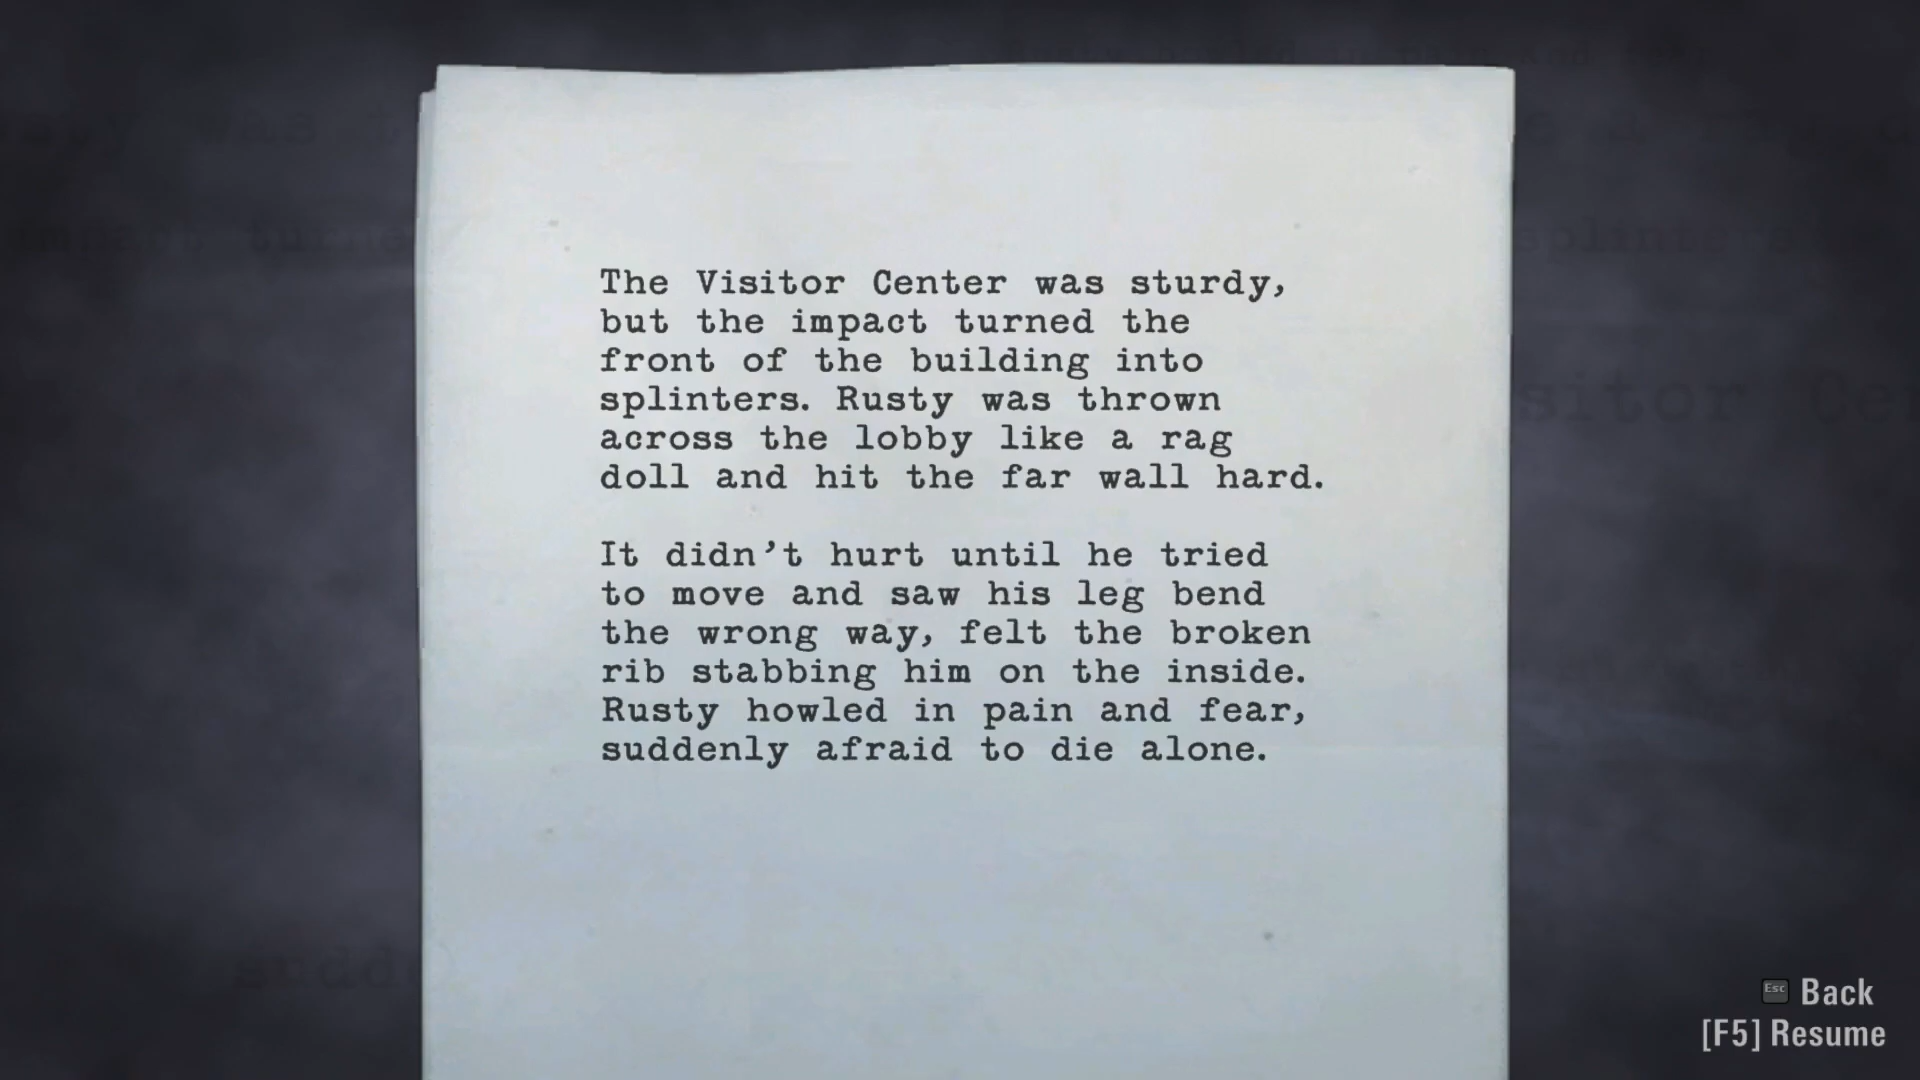 The Visitor Center was sturdy,
but the impact turned the
front of the building into
splinters. Rusty was thrown
across the lobby like a rag
doll and hit the far wall hard.
It didn’t hurt until he tried
to move and saw his leg bend
the wrong way, felt the broken
rib stabbing him on the inside.
Rusty howled in pain and fear,
suddenly afraid to die alone.
Esc Back
[F5] Resume